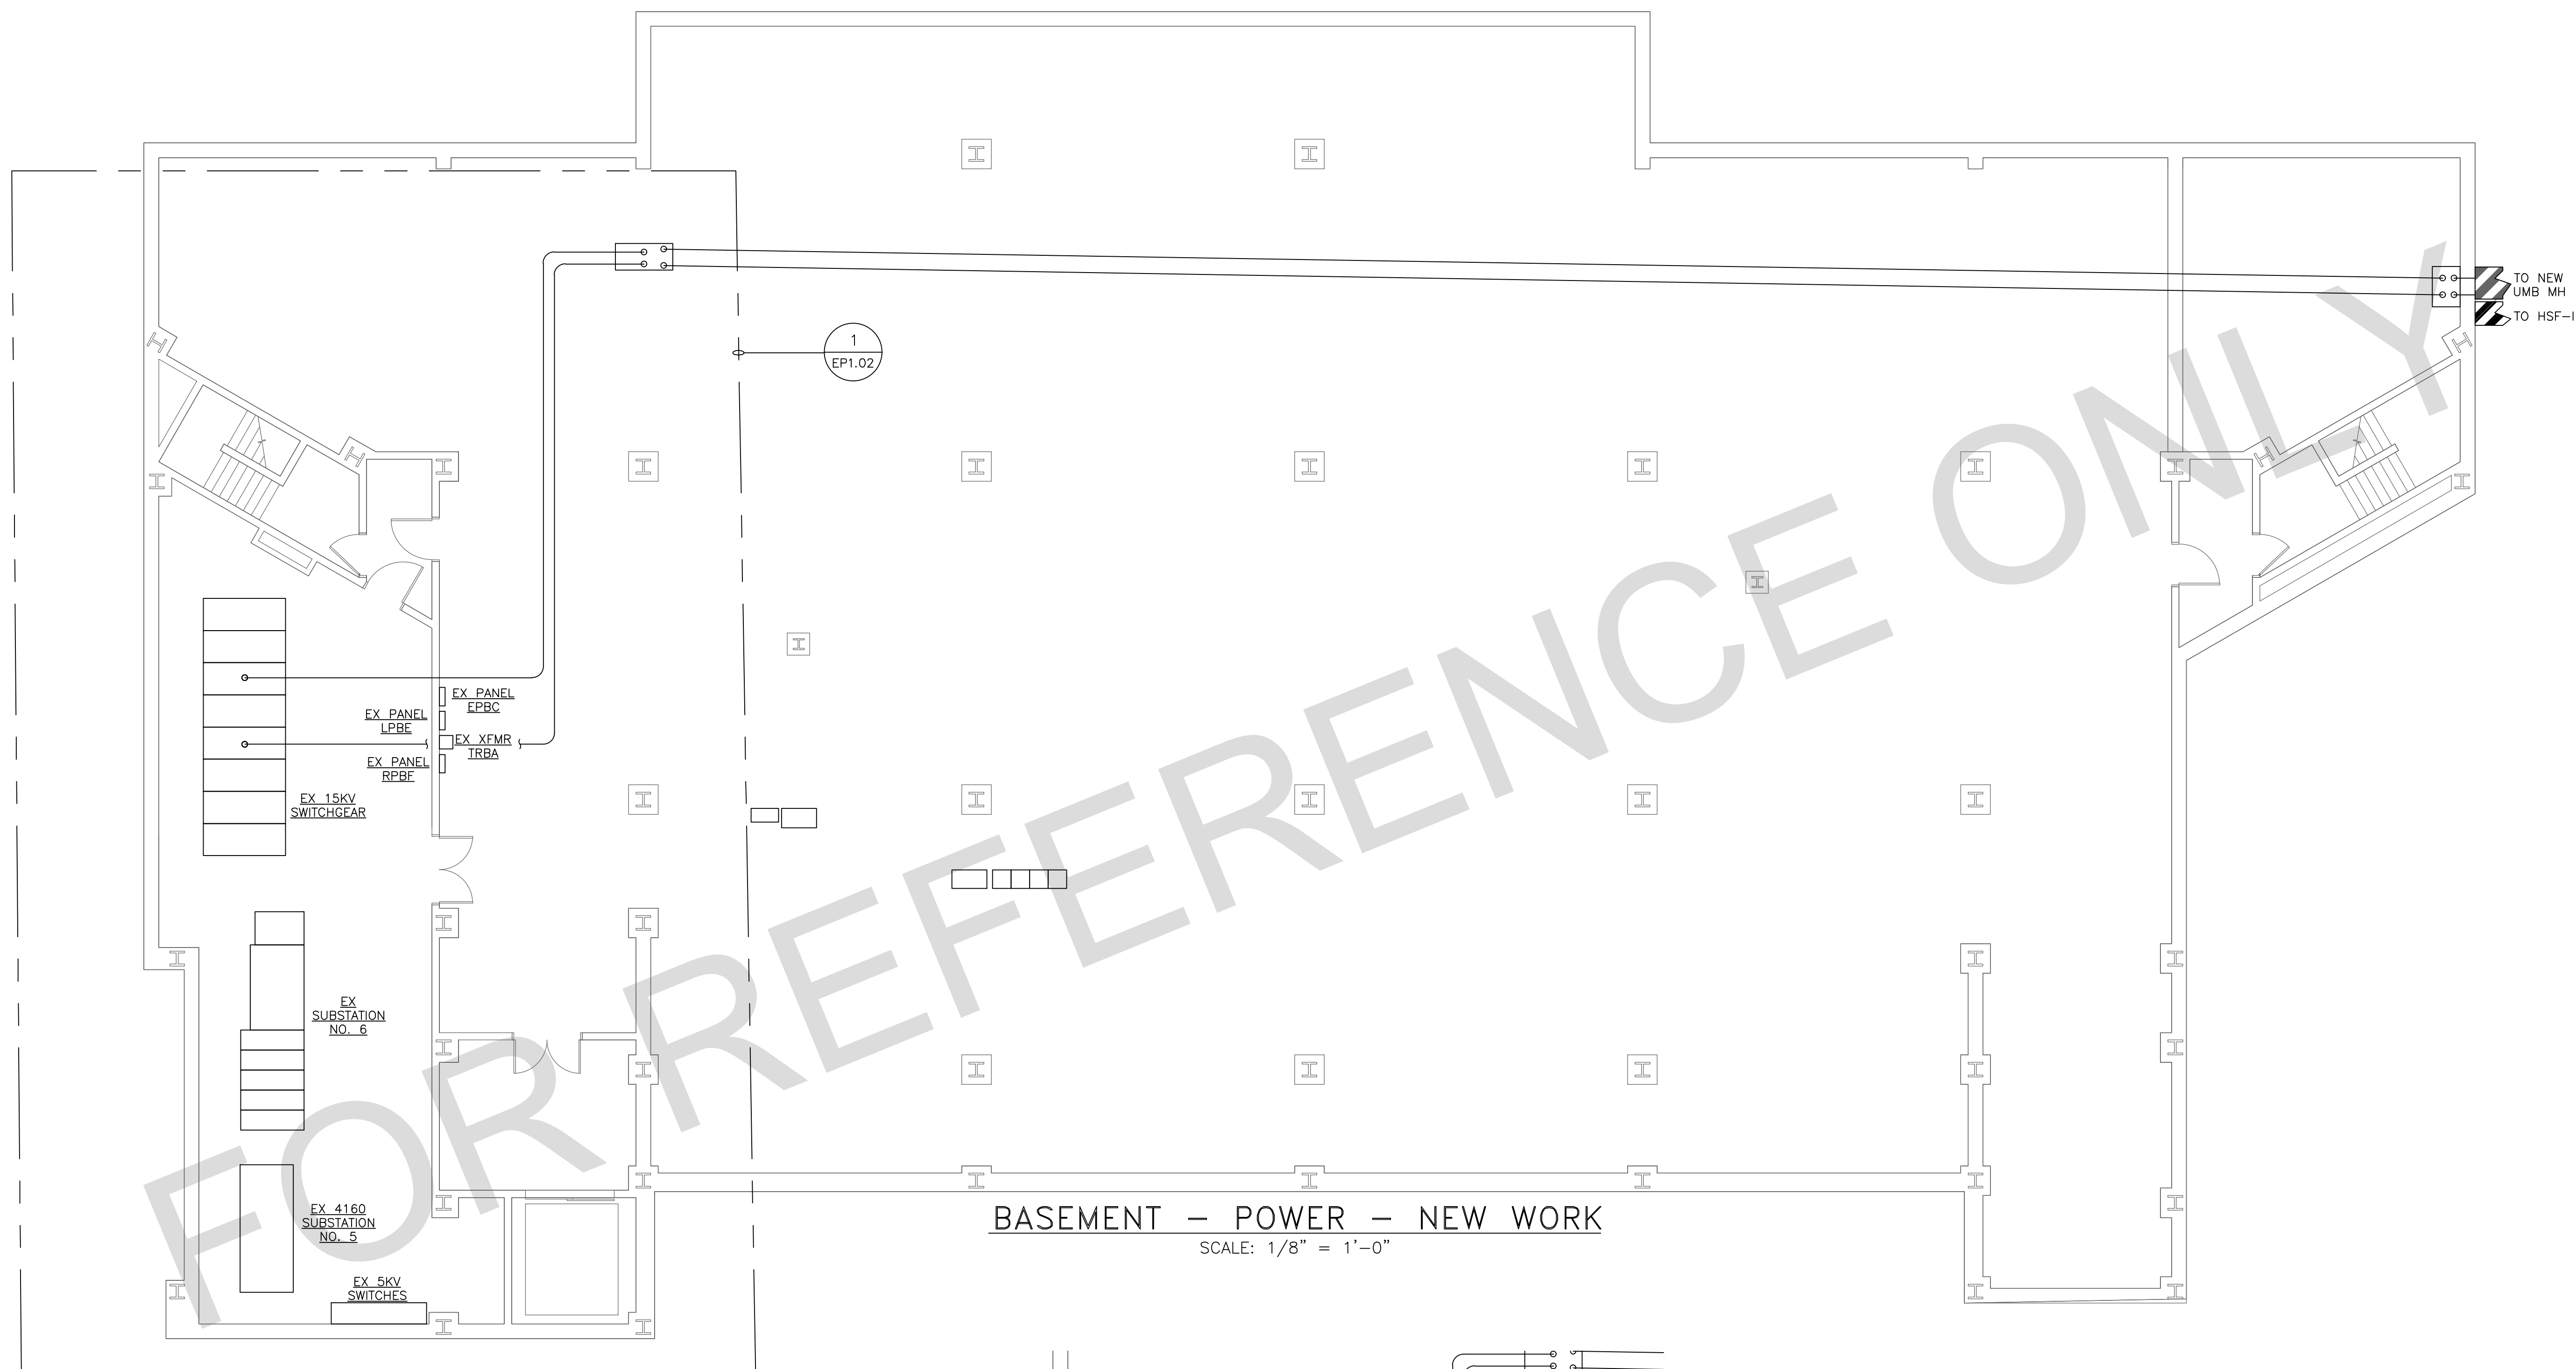 TO NEW
UMB MH
TO HSF-I
1
EP1.02
EX PANEL
EPBC
EX PANEL
LPBE
EX XFMR
TRBA
EX PANEL
RPBF
EX 15KV
SWITCHGEAR
EX
SUBSTATION
NO. 6
EX 4160
SUBSTATION
NO. 5
EX 5KV
SWITCHES
BASEMENT - POWER - NEW WORK
SCALE: 1/8" = 1'-0"
FOR REFERENCE ONLY